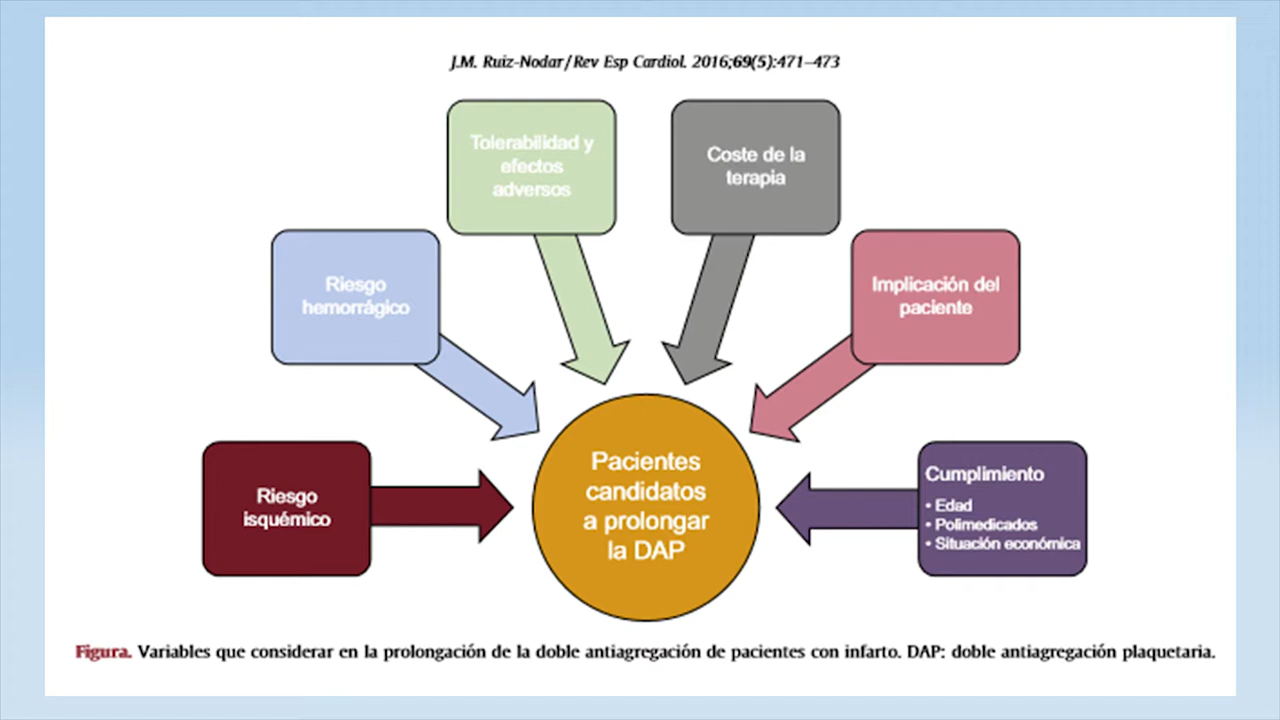 J.M. Ruiz-Nodar / Rev Esp Cardiol. 2016;69(5):471–473
Tolerabilidad y
efectos
adversos
Coste de la
terapia
Riesgo
hemorrágico
Implicación del
paciente
Riesgo
isquémico
Pacientes
candidatos
a prolongar
la DAP
Cumplimiento
• Edad
• Polimedicados
• Situación económica
Figura. Variables que considerar en la prolongación de la doble antiagregación de pacientes con infarto. DAP: doble antiagregación plaquetaria.